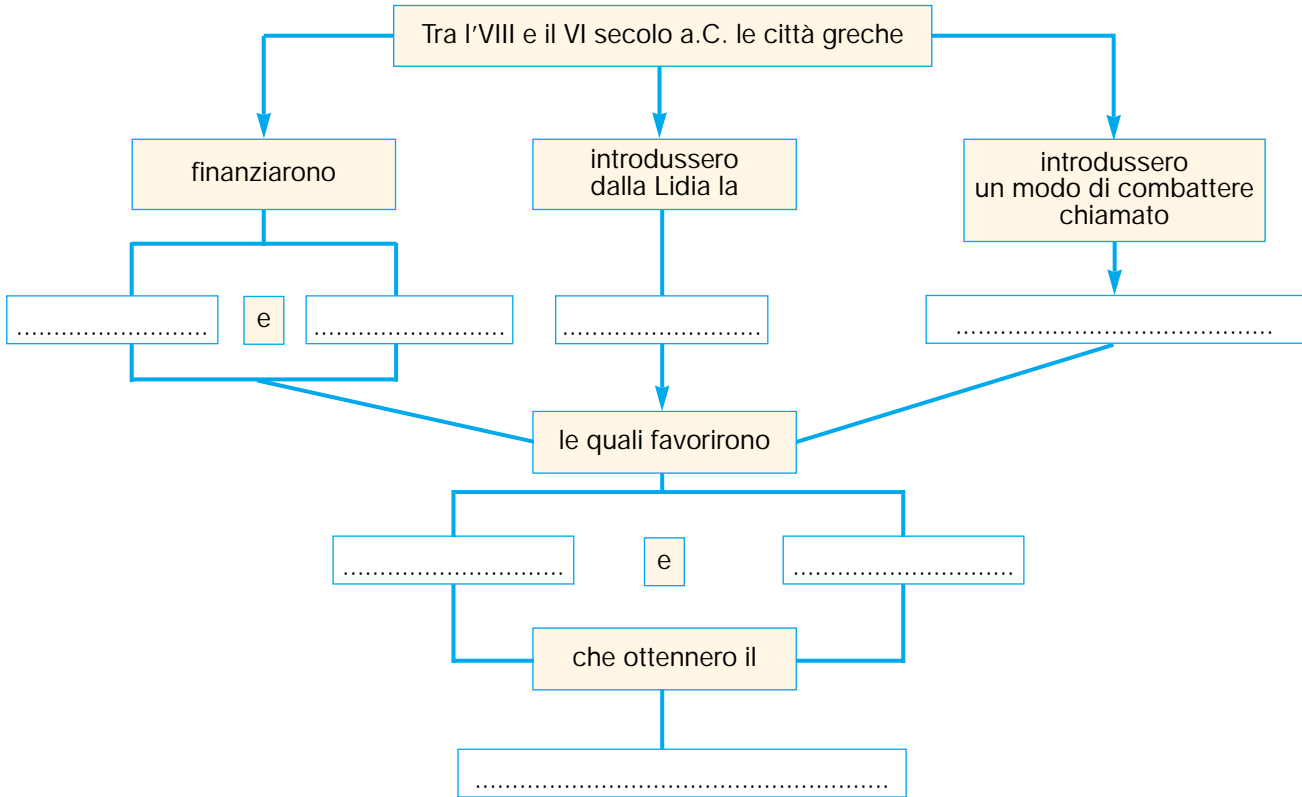 Tra l'VIII e il VI secolo a.C. le città greche
finanziarono
introdussero
dalla Lidia la
introdussero
un modo di combattere
chiamato
..........................
e
..........................
...........................
...........................................
le quali favorirono
..............................
e
..............................
che ottennero il
........................................................